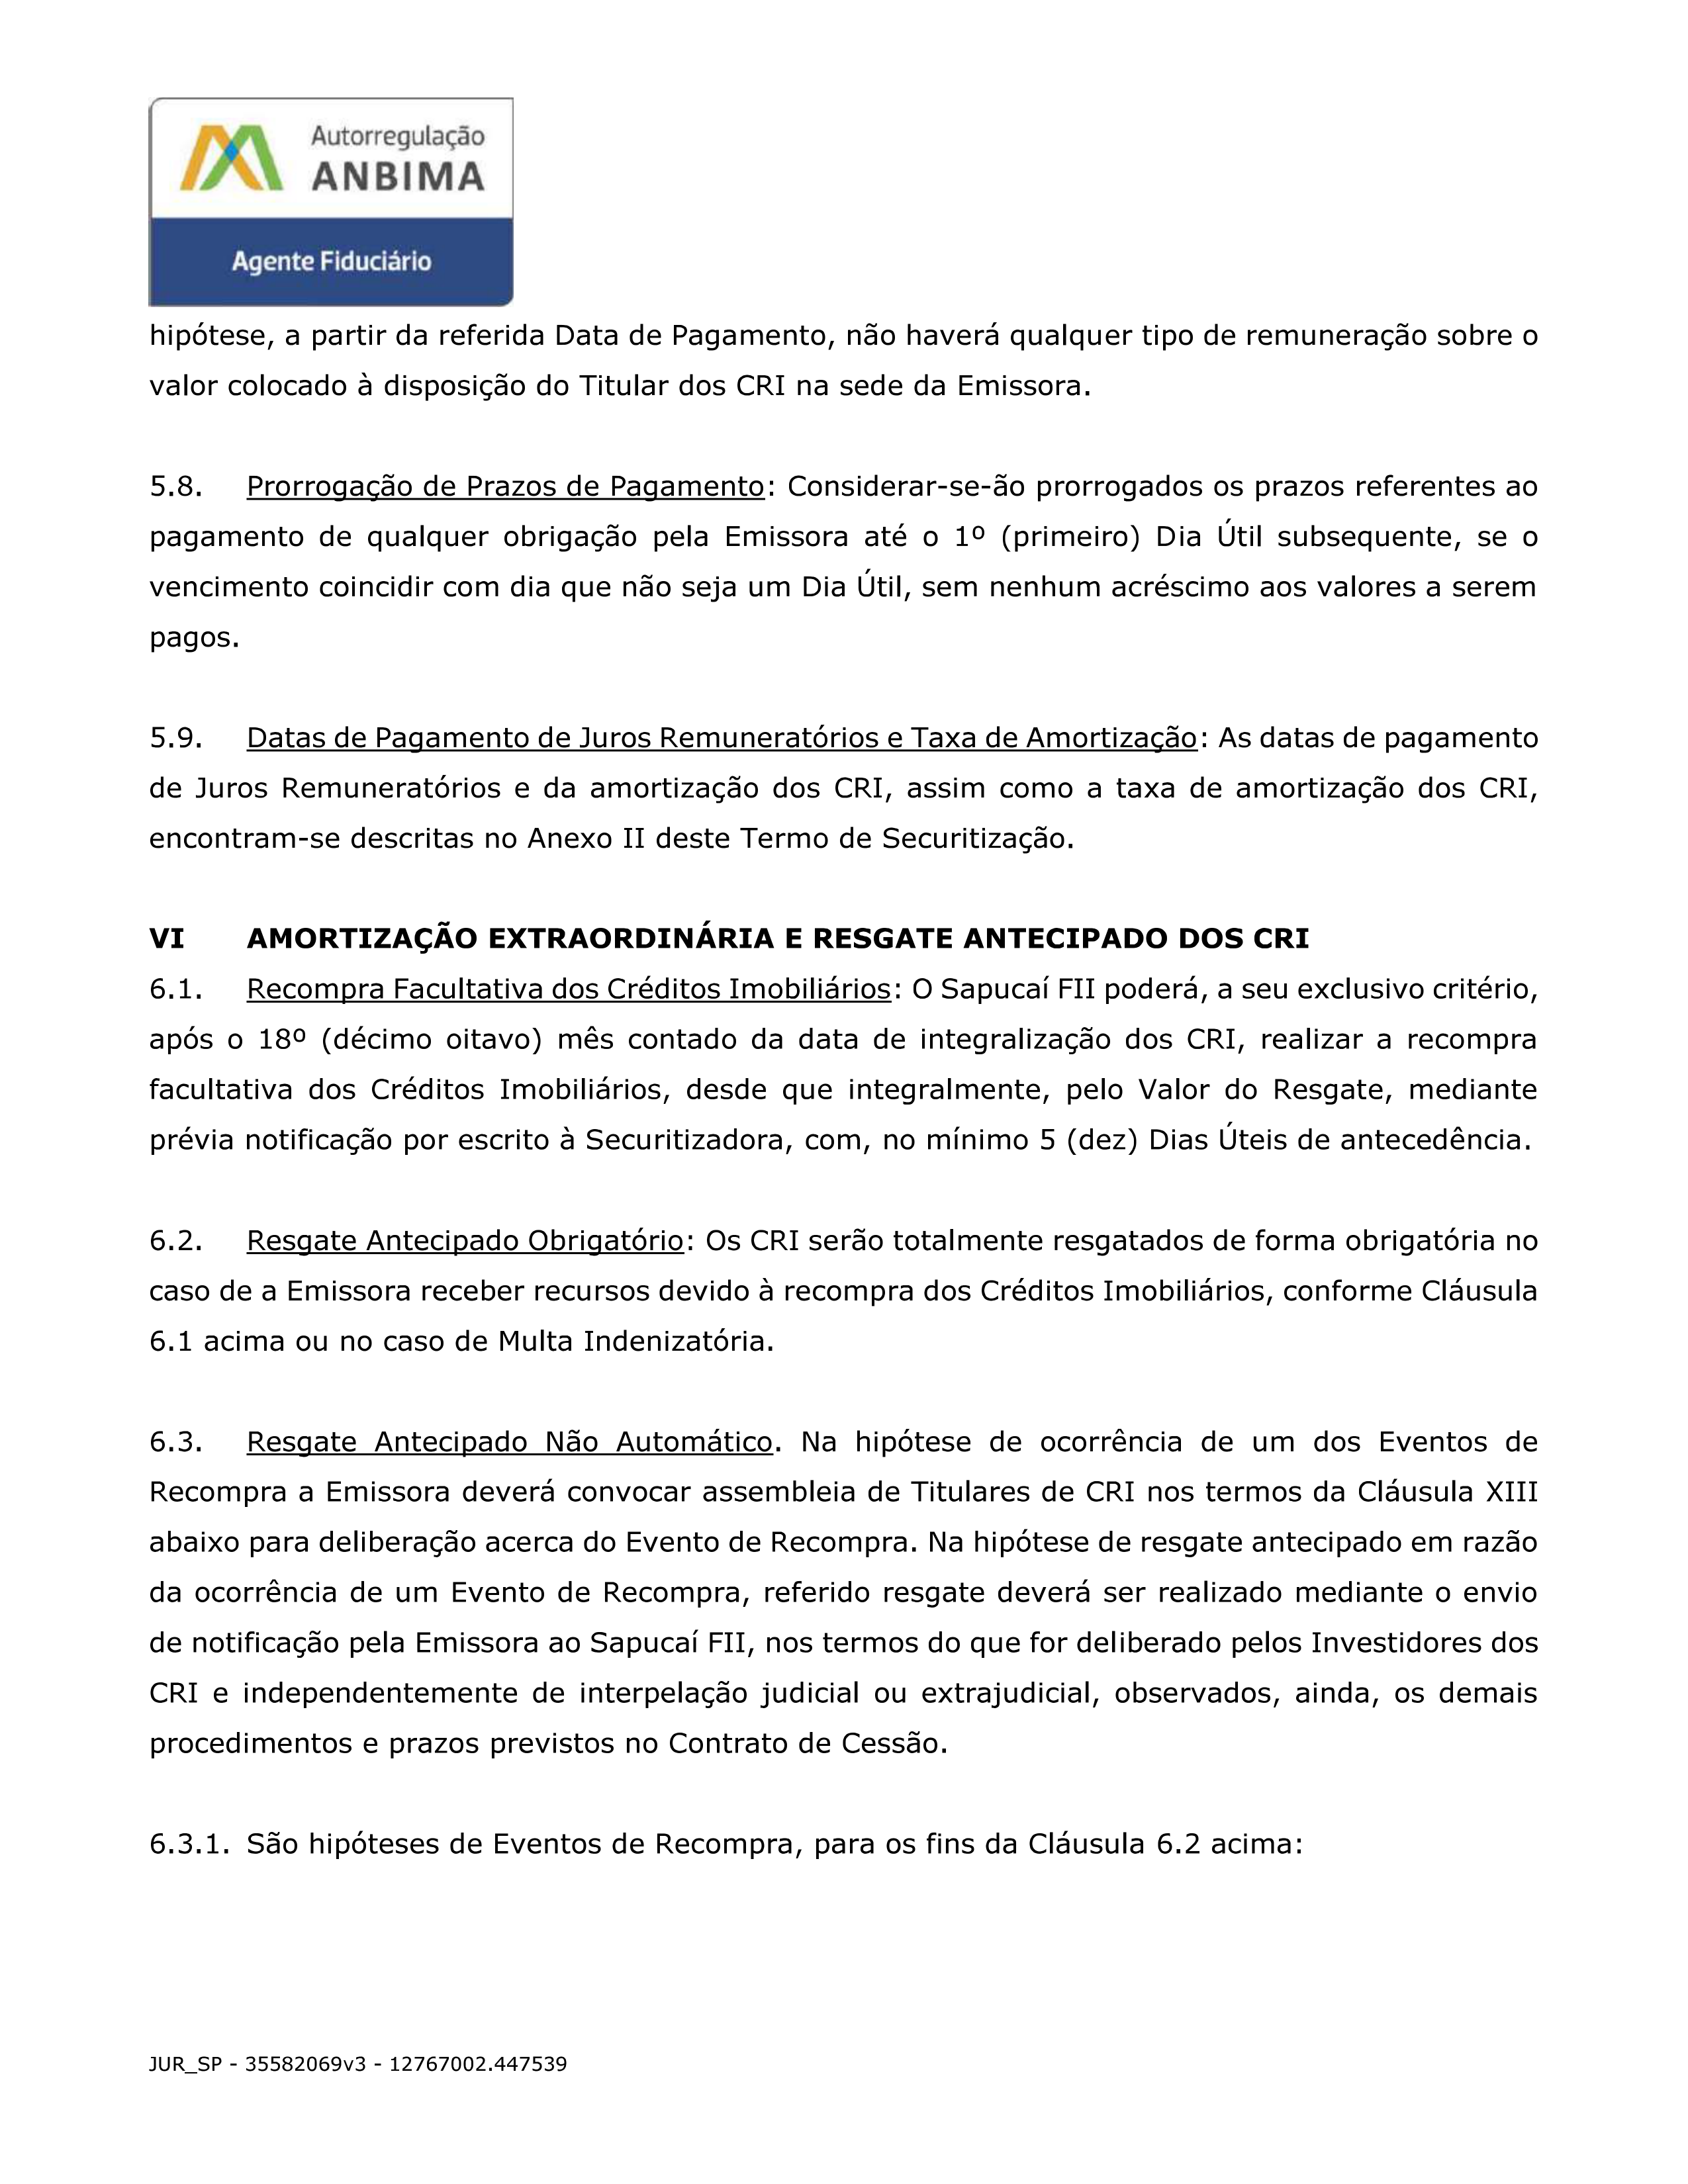 Autorregulação
ANBIMA
Agente Fiduciário
hipótese, a partir da referida Data de Pagamento, não haverá qualquer tipo de remuneração sobre o
valor colocado à disposição do Titular dos CRI na sede da Emissora.
5.8. Prorrogação de Prazos de Pagamento: Considerar-se-ão prorrogados os prazos referentes ao
pagamento de qualquer obrigação pela Emissora até o 1º (primeiro) Dia Útil subsequente, se o
vencimento coincidir com dia que não seja um Dia Útil, sem nenhum acréscimo aos valores a serem
pagos.
5.9. Datas de Pagamento de Juros Remuneratórios e Taxa de Amortização: As datas de pagamento
de Juros Remuneratórios e da amortização dos CRI, assim como a taxa de amortização dos CRI,
encontram-se descritas no Anexo II deste Termo de Securitização.
VI AMORTIZAÇÃO EXTRAORDINÁRIA E RESGATE ANTECIPADO DOS CRI
6.1. Recompra Facultativa dos Créditos Imobiliários: O Sapucaí FII poderá, a seu exclusivo critério,
após o 18º (décimo oitavo) mês contado da data de integralização dos CRI, realizar a recompra
facultativa dos Créditos Imobiliários, desde que integralmente, pelo Valor do Resgate, mediante
prévia notificação por escrito à Securitizadora, com, no mínimo 5 (dez) Dias Úteis de antecedência.
6.2. Resgate Antecipado Obrigatório: Os CRI serão totalmente resgatados de forma obrigatória no
caso de a Emissora receber recursos devido à recompra dos Créditos Imobiliários, conforme Cláusula
6.1 acima ou no caso de Multa Indenizatória.
6.3. Resgate Antecipado Não Automático. Na hipótese de ocorrência de um dos Eventos de
Recompra a Emissora deverá convocar assembleia de Titulares de CRI nos termos da Cláusula XIII
abaixo para deliberação acerca do Evento de Recompra. Na hipótese de resgate antecipado em razão
da ocorrência de um Evento de Recompra, referido resgate deverá ser realizado mediante o envio
de notificação pela Emissora ao Sapucaí FII, nos termos do que for deliberado pelos Investidores dos
CRI e independentemente de interpelação judicial ou extrajudicial, observados, ainda, os demais
procedimentos e prazos previstos no Contrato de Cessão.
6.3.1. São hipóteses de Eventos de Recompra, para os fins da Cláusula 6.2 acima:
JUR_SP - 35582069v3 - 12767002.447539